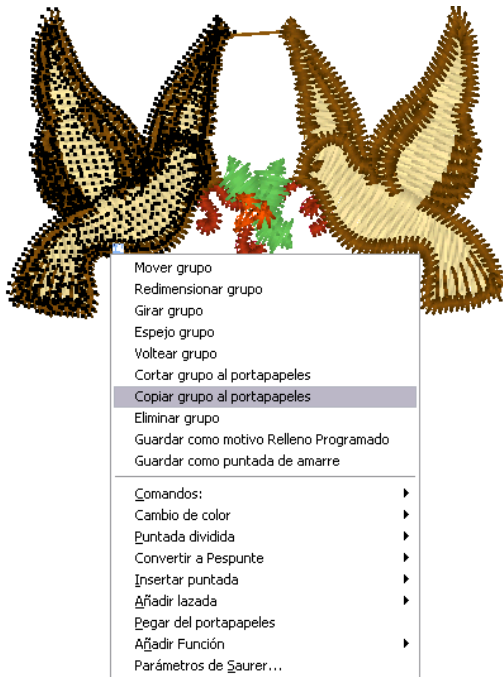 Mover grupo
Redimensionar grupo
Girar grupo
Espejo grupo
Voltear grupo
Cortar grupo al portapapeles
Copiar grupo al portapapeles
Eliminar grupo
Guardar como motivo Relleno Programado
Guardar como puntada de amarre
Comandos:
Cambio de color
Puntada dividida
Convertir a Pespunte
Insertar puntada
Añadir lazada
Pegar del portapapeles
Añadir Función
Parámetros de Saurer...